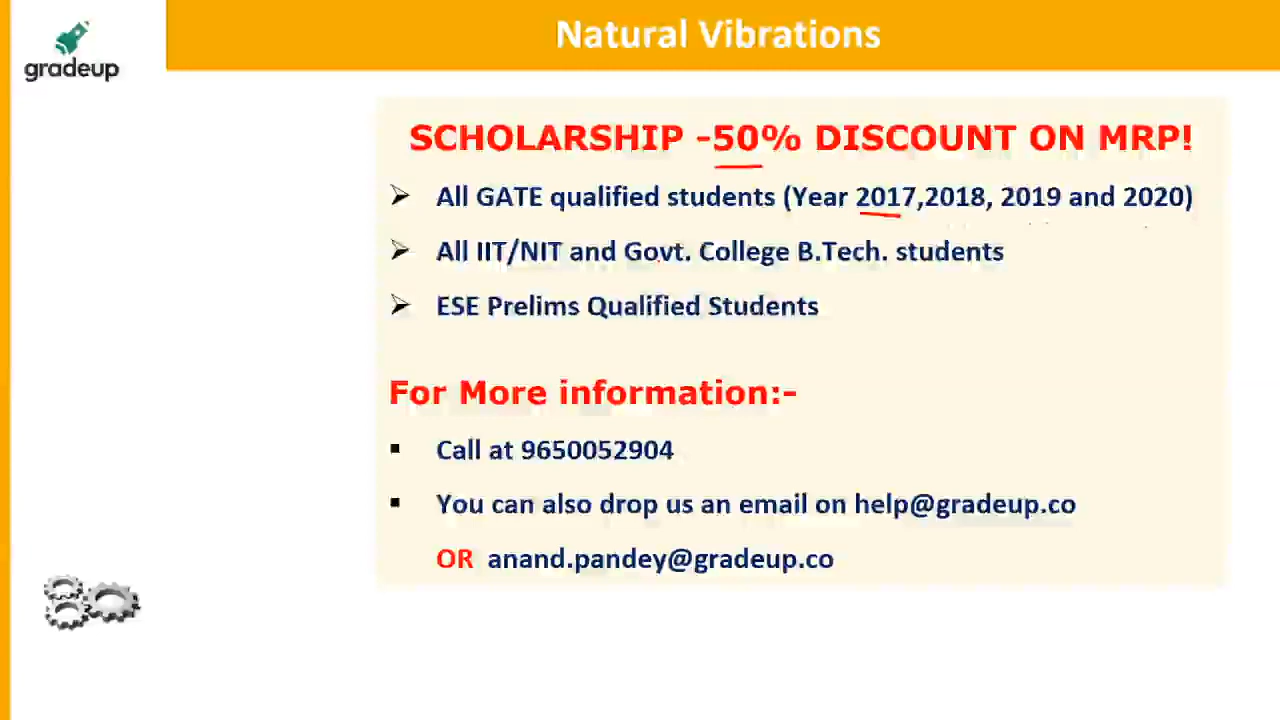 Natural Vibrations
gradeup
SCHOLARSHIP -50% DISCOUNT ON MRP!
All GATE qualified students (Year 2017,2018, 2019 and 2020)
All IIT/NIT and Govt. College B.Tech. students
ESE Prelims Qualified Students
For More information:-
Call at 9650052904
You can also drop us an email on help@gradeup.co
OR anand.pandey@gradeup.co